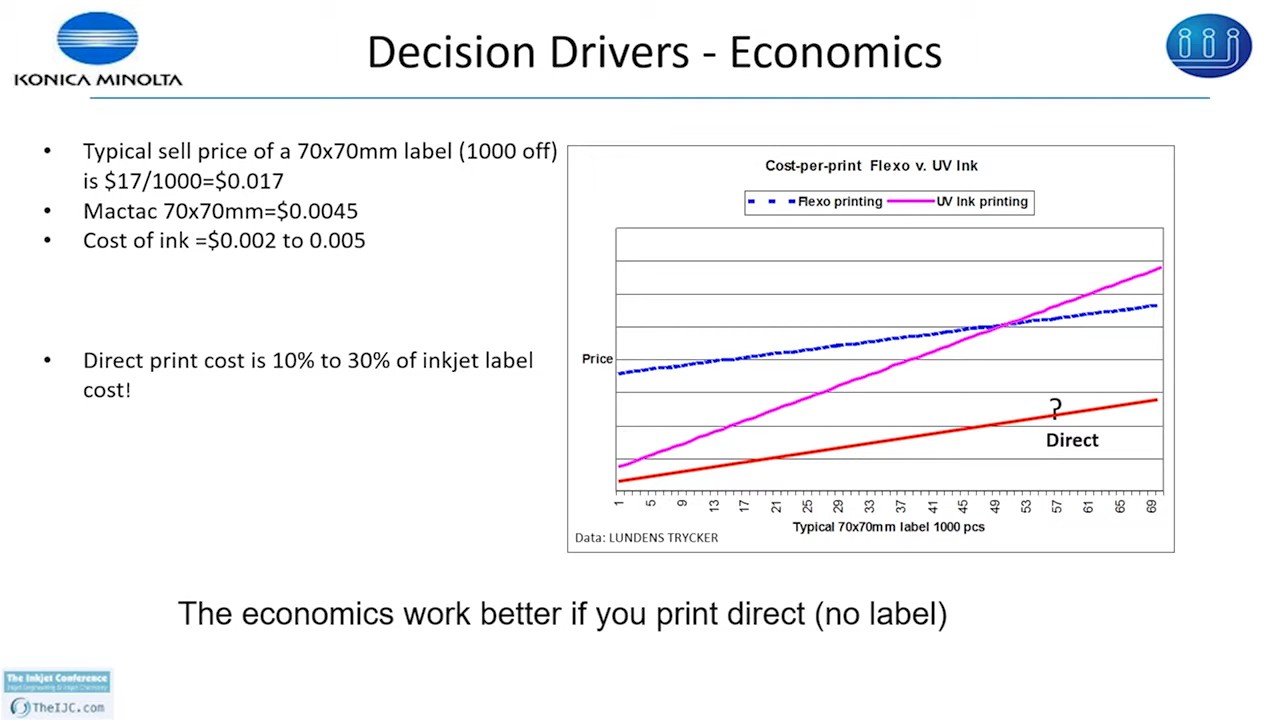 KONICA MINOLTA
Decision Drivers - Economics
iij
• Typical sell price of a 70x70mm label (1000 off)
is $17/1000=$0.017
• Mactac 70x70mm=$0.0045
• Cost of ink =$0.002 to 0.005
• Direct print cost is 10% to 30% of inkjet label
cost!
Cost-per-print Flexo v. UV Ink
Flexo printing UV Ink printing
Price
?
Direct
1 5 9 13 17 21 25 29 33 37 41 45 49 53 57 61 65 69
Typical 70x70mm label 1000 pcs
Data: LUNDENS TRYCKER
The economics work better if you print direct (no label)
The Inkjet Conference
TheIJC.com